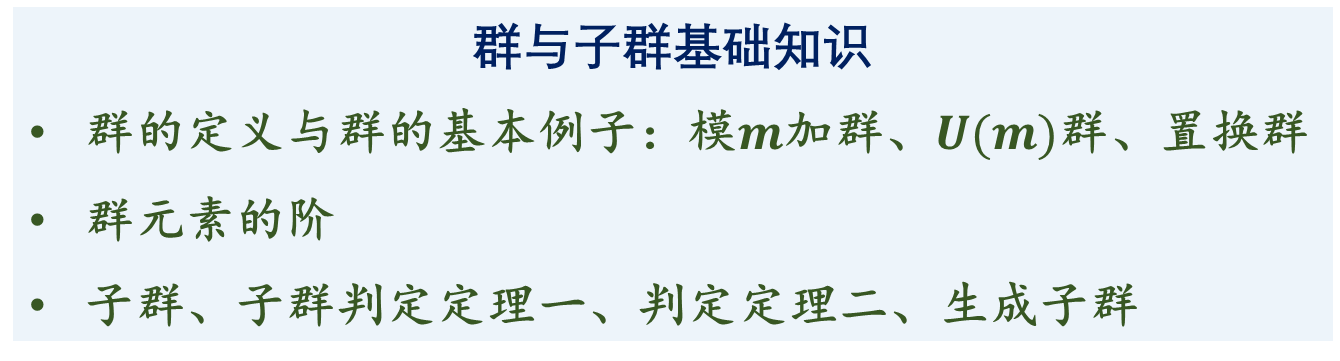 群与子群基础知识
• 群的定义与群的基本例子：模m加群、U(m)群、置换群
• 群元素的阶
• 子群、子群判定定理一、判定定理二、生成子群